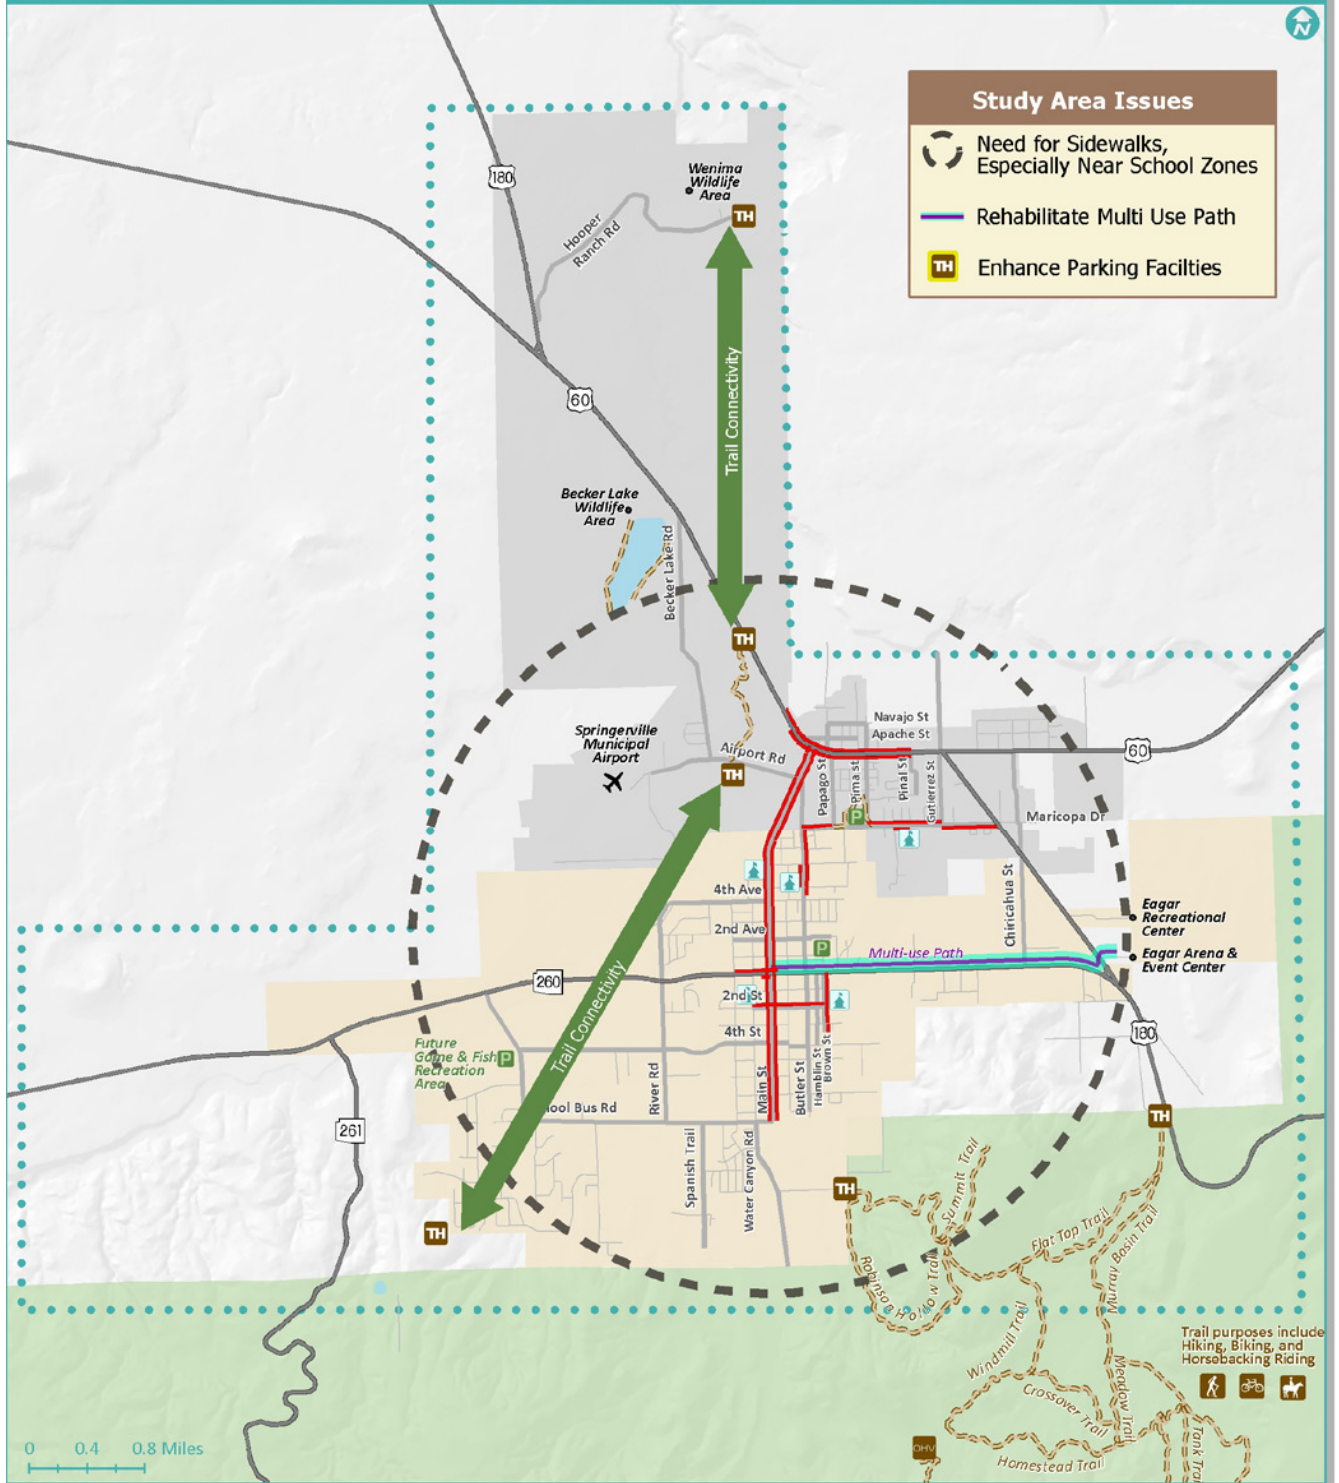 N
Study Area Issues
Need for Sidewalks,
Especially Near School Zones
Rehabilitate Multi Use Path
TH
Enhance Parking Facilties
180
Wenima
Wildlife
Area
TH
Hooper
Ranch Rd
60
Trail Connectivity
Becker Lake
Wildlife
Area
Becker Lake Rd
TH
Springerville
Municipal
Airport
Airport Rd
TH
Navajo St
Apache St
60
Papago St
Pima St
Pinal St
Gutierrez St
P
Maricopa Dr
4th Ave
2nd Ave
P
Chiricahua St
Eagar
Recreational
Center
Multi-use Path
Eagar Arena &
Event Center
260
2nd St
180
4th St
Trail Connectivity
Future
Game & Fish
Recreation
Area
P
River Rd
Main St
Butler St
Hamblin St
Brown St
ool Bus Rd
261
TH
Spanish Trail
Water Canyon Rd
TH
Summit Trail
TH
Flat Top Trail
Murray Basin Trail
Robinson Hollow Trail
Windmill Trail
Trail purposes include
Hiking, Biking, and
Horsebacking Riding
Meadow Trail
Crossover Trail
Tank Trai
OHV
Homestead Trail
0 0.4 0.8 Miles